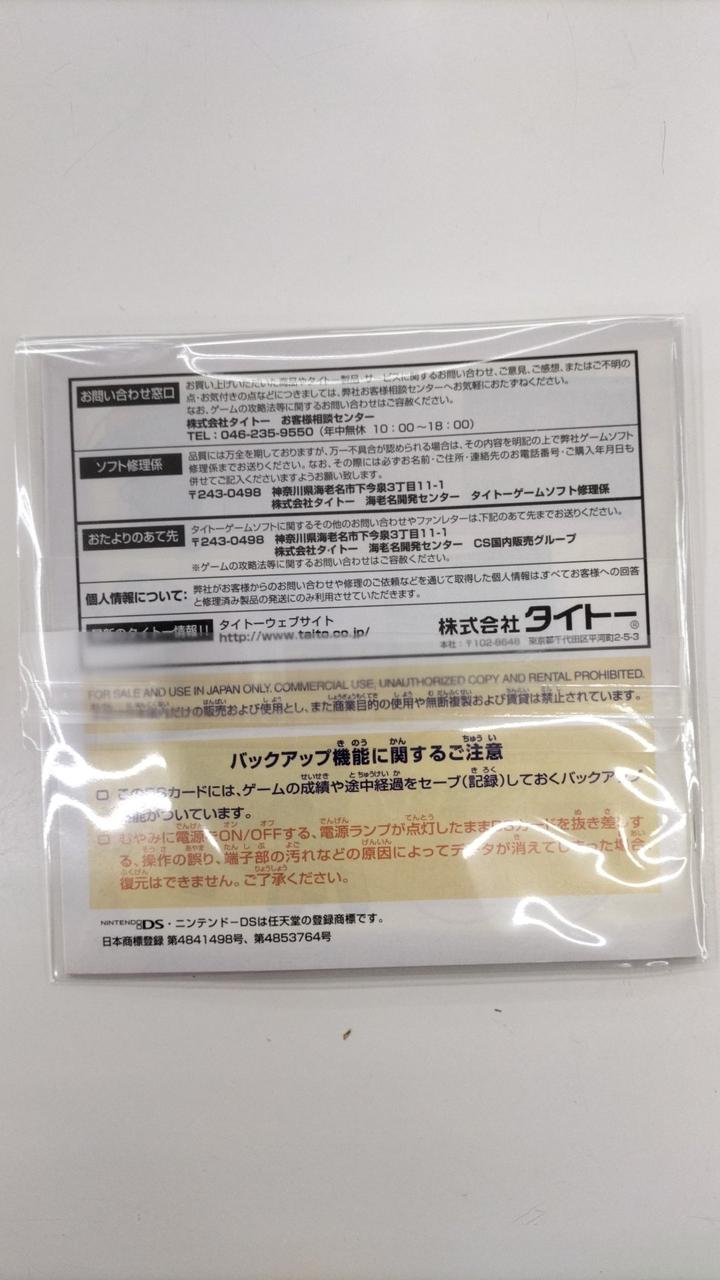 お問い合わせ窓口
お買い上げいただいた商品やタイトー製品、サービスに関するお問い合わせ、ご意見、ご感想、またはご不明の
点・お気付きの点などにつきましては、弊社お客様相談センターへお気軽におたずねください。
なお、ゲームの攻略法等に関するお問い合わせはご容赦ください。
株式会社タイトー お客様相談センター
TEL:046-235-9550(年中無休 10:00〜18:00)
ソフト修理係
品質には万全を期しておりますが、万一不具合が認められる場合は、その内容を明記の上で弊社ゲームソフト
修理係までお送りください。なお、その際には必ずお名前・ご住所・連絡先のお電話番号・ご購入年月日も
併せてご記入くださいますようお願い致します。
〒243-0498 神奈川県海老名市下今泉3丁目11-1
株式会社タイトー 海老名開発センター タイトーゲームソフト修理係
おたよりのあて先
タイトーゲームソフトに関するその他のお問い合わせやファンレターは、下記のあて先までお送りください。
〒243-0498 神奈川県海老名市下今泉3丁目11-1
株式会社タイトー 海老名開発センター CS国内販売グループ
※ゲームの攻略法等に関するお問い合わせはご容赦ください。
個人情報について:
弊社がお客様からのお問い合わせや修理のご依頼などを通じて取得した個人情報は、すべてお客様への回答
と修理済み製品の発送にのみ利用させていただきます。
最新のタイトー情報!!
タイトーウェブサイト
http://www.taito.co.jp/
株式会社 タイトー®
本社:〒102-8648 東京都千代田区平河町2-5-3
FOR SALE AND USE IN JAPAN ONLY. COMMERCIAL USE, UNAUTHORIZED COPY AND RENTAL PROHIBITED.
だけの販売および使用とし、また商業目的の使用や無断複製および賃貸は禁止されています。
バックアップ機能に関するご注意
□ このDSカードには、ゲームの成績や途中経過をセーブ(記録)しておくバックアップ
機能がついています。
□ むやみに電源をON/OFFする、電源ランプが点灯したままDSカードを抜き差しす
る、操作の誤り、端子部の汚れなどの原因によってデータが消えてしまった場合
復元はできません。ご了承ください。
NINTENDO DS・ニンテンドーDSは任天堂の登録商標です。
日本商標登録 第4841498号、第4853764号